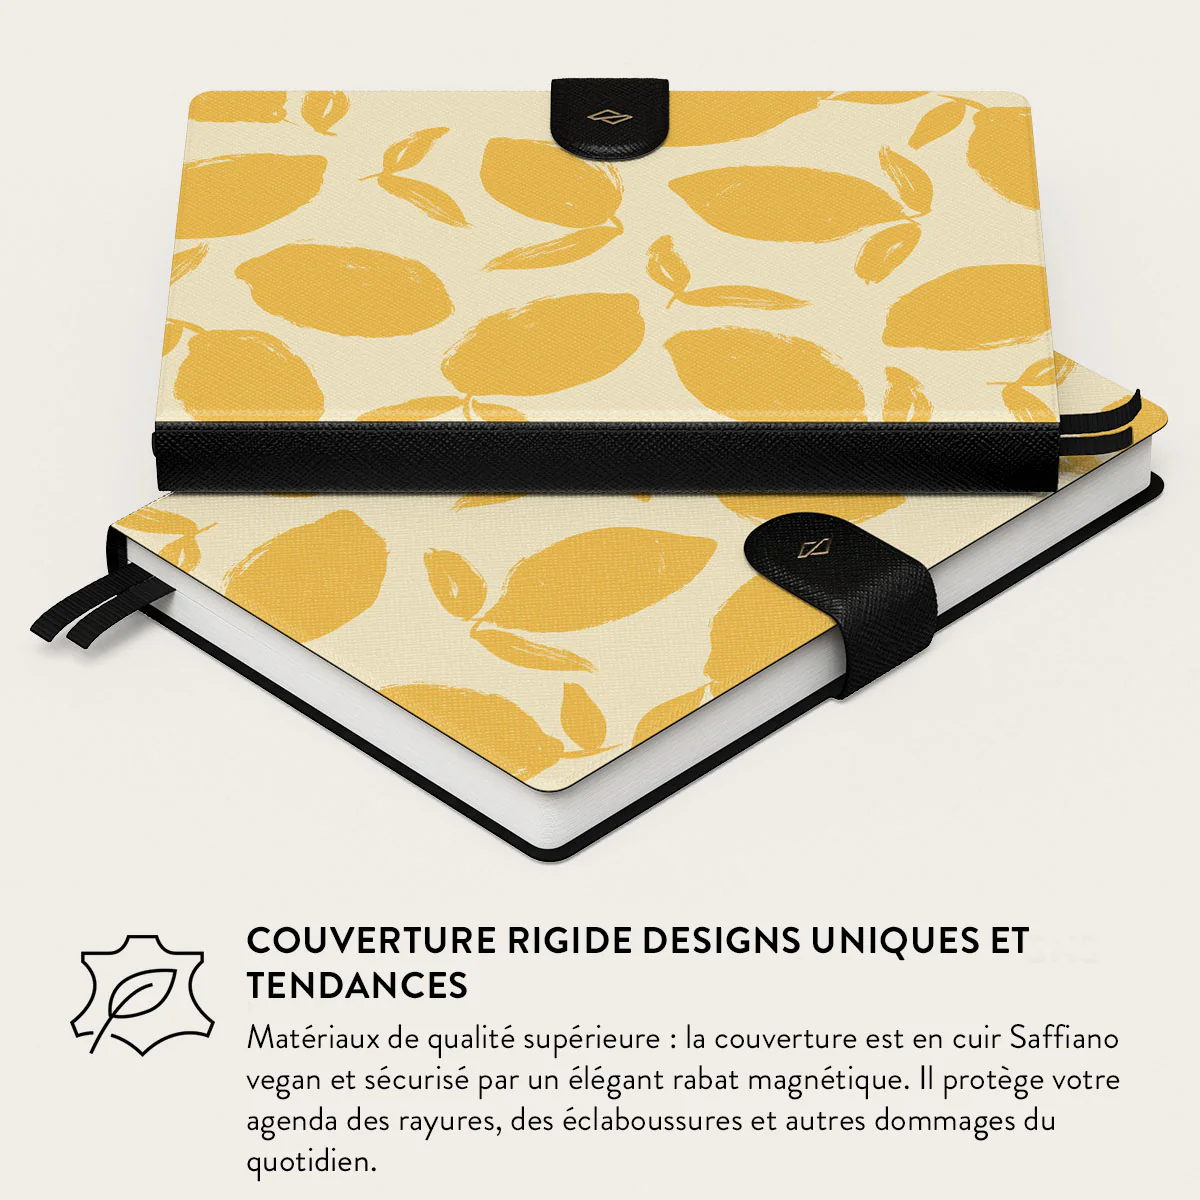 COUVERTURE RIGIDE DESIGNS UNIQUES ET
TENDANCES
Matériaux de qualité supérieure : la couverture est en cuir Saffiano
vegan et sécurisé par un élégant rabat magnétique. Il protège votre
agenda des rayures, des éclaboussures et autres dommages du
quotidien.